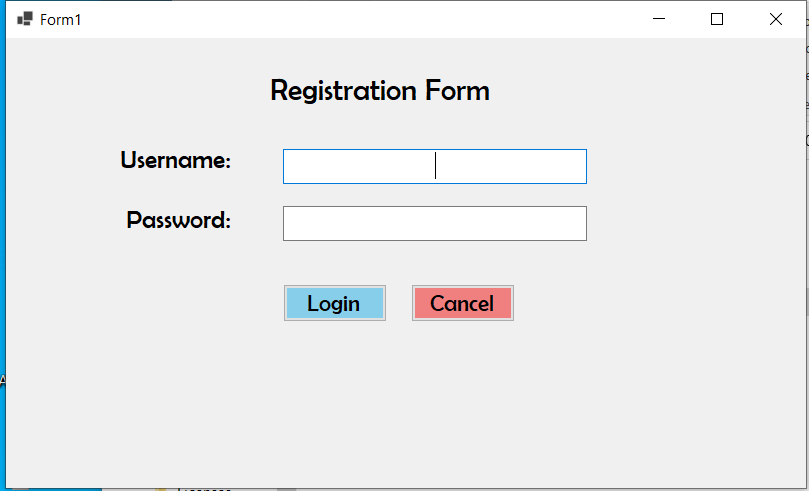 Form1
Registration Form
Username:
Password:
Login Cancel